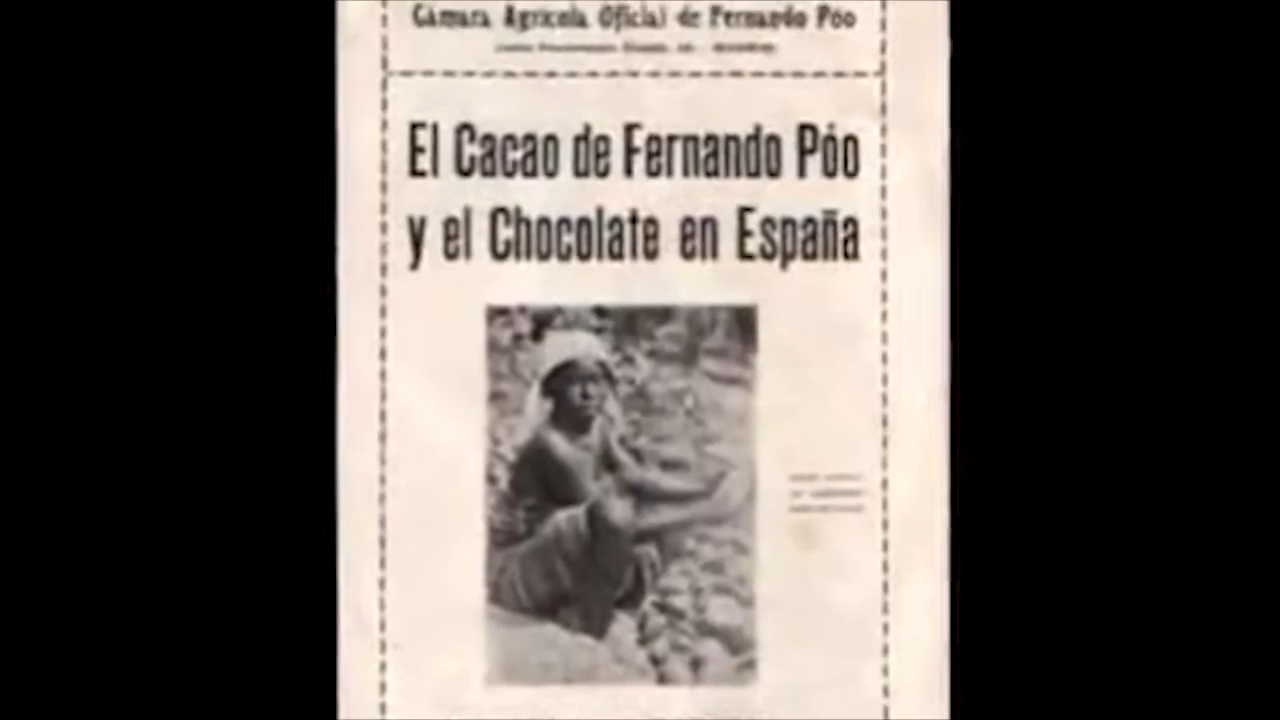 Cámara Agrícola Oficial de Fernando Póo
El Cacao de Fernando Póo
y el Chocolate en España